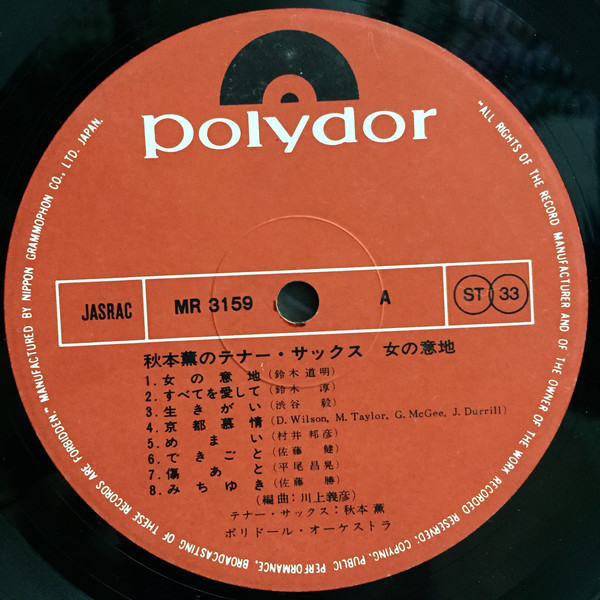 polydor
JASRAC MR 3159 A ST 33
秋本薫のテナー・サックス 女の意地
1. 女の意地 (鈴木道明)
2. すべてを愛して (鈴木淳)
3. 生きがい (渋谷毅)
4. 京都慕情 (D. Wilson, M. Taylor, G. McGee, J. Durrill)
5. めまい (村井邦彦)
6. できごと (佐藤健)
7. 傷あと (平尾昌晃)
8. みちゆき (佐藤勝)
(編曲:川上義彦)
テナー・サックス:秋本薫
ポリドール・オーケストラ
"ALL RIGHTS OF THE RECORD MANUFACTURER AND OF THE OWNER OF THE WORK RECORDED RESERVED; COPYING, PUBLIC PERFORMANCE, BROADCASTING OF THESE RECORDS ARE FORBIDDEN." MANUFACTURED BY NIPPON GRAMMOPHON CO., LTD. JAPAN.